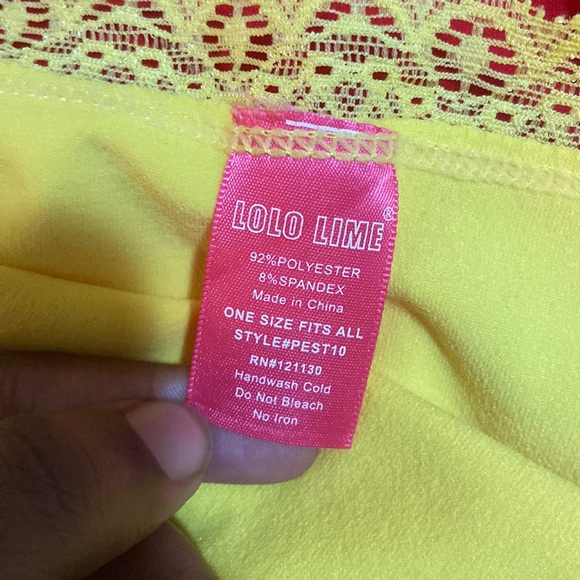 LOLO LIME®
92%POLYESTER
8%SPANDEX
Made in China
ONE SIZE FITS ALL
STYLE#PEST10
RN#121130
Handwash Cold
Do Not Bleach
No Iron